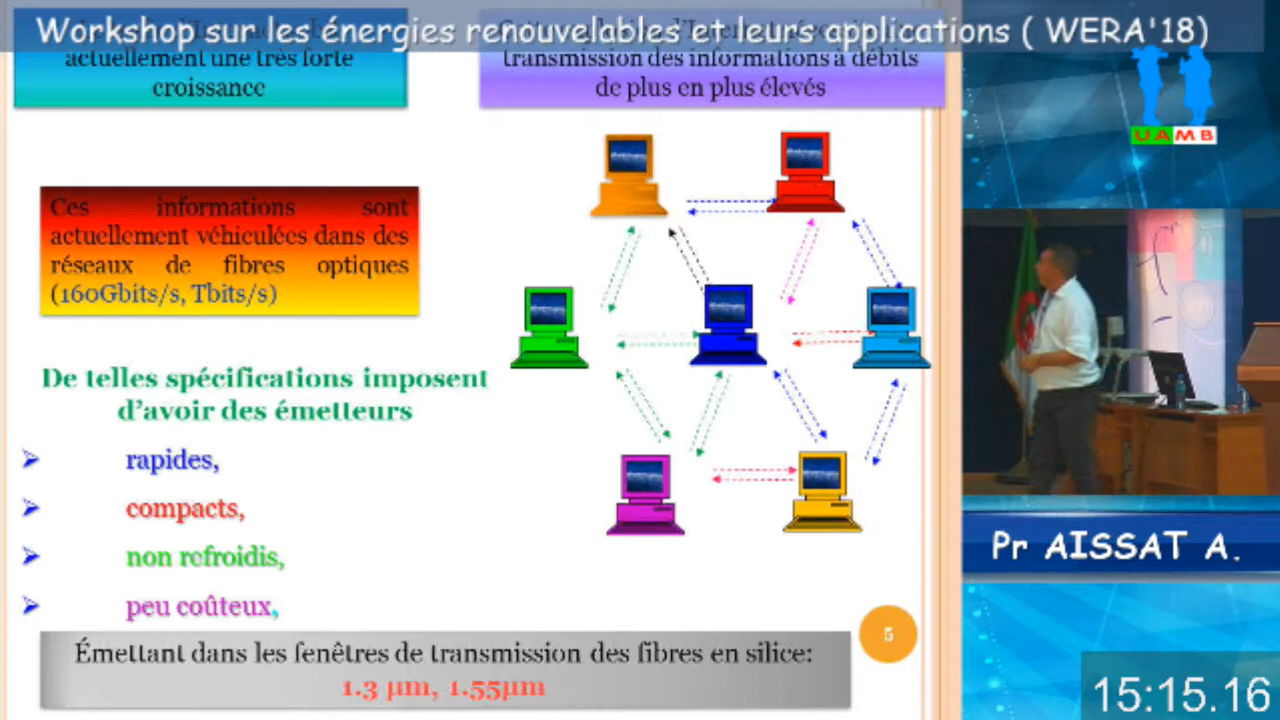 Workshop sur les énergies renouvelables et leurs applications ( WERA'18)
actuellement une très forte
croissance
transmission des informations à débits
de plus en plus élevés
UAMB
Ces informations sont
actuellement véhiculées dans des
réseaux de fibres optiques
(160Gbits/s, Tbits/s)
De telles spécifications imposent
d’avoir des émetteurs
➢ rapides,
➢ compacts,
➢ non refroidis,
➢ peu coûteux,
Émettant dans les fenêtres de transmission des fibres en silice:
1.3 µm, 1.55µm
5
Pr AISSAT A.
15:15.16